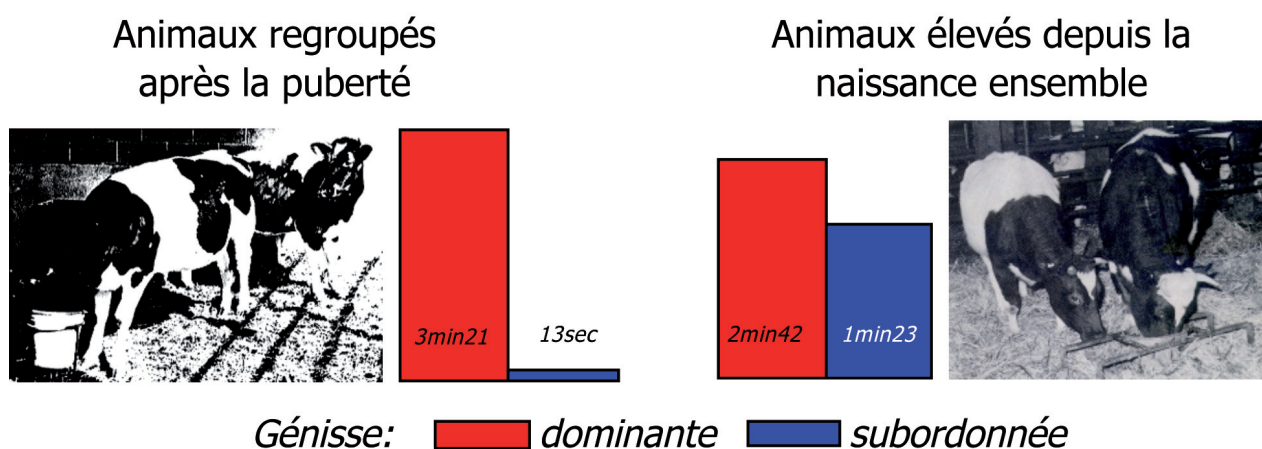 Animaux regroupés
après la puberté
Animaux élevés depuis la
naissance ensemble
3min21
13sec
2min42
1min23
Génisse: dominante subordonnée